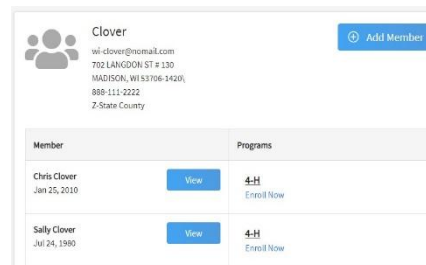 Clover
wi-clover@nomail.com
702 LANGDON ST # 130
MADISON, WI 53706-1420\
888-111-2222
Z-State County
Add Member
Member Programs
Chris Clover View 4-H
Jan 25, 2010 Enroll Now
Sally Clover View 4-H
Jul 24, 1980 Enroll Now